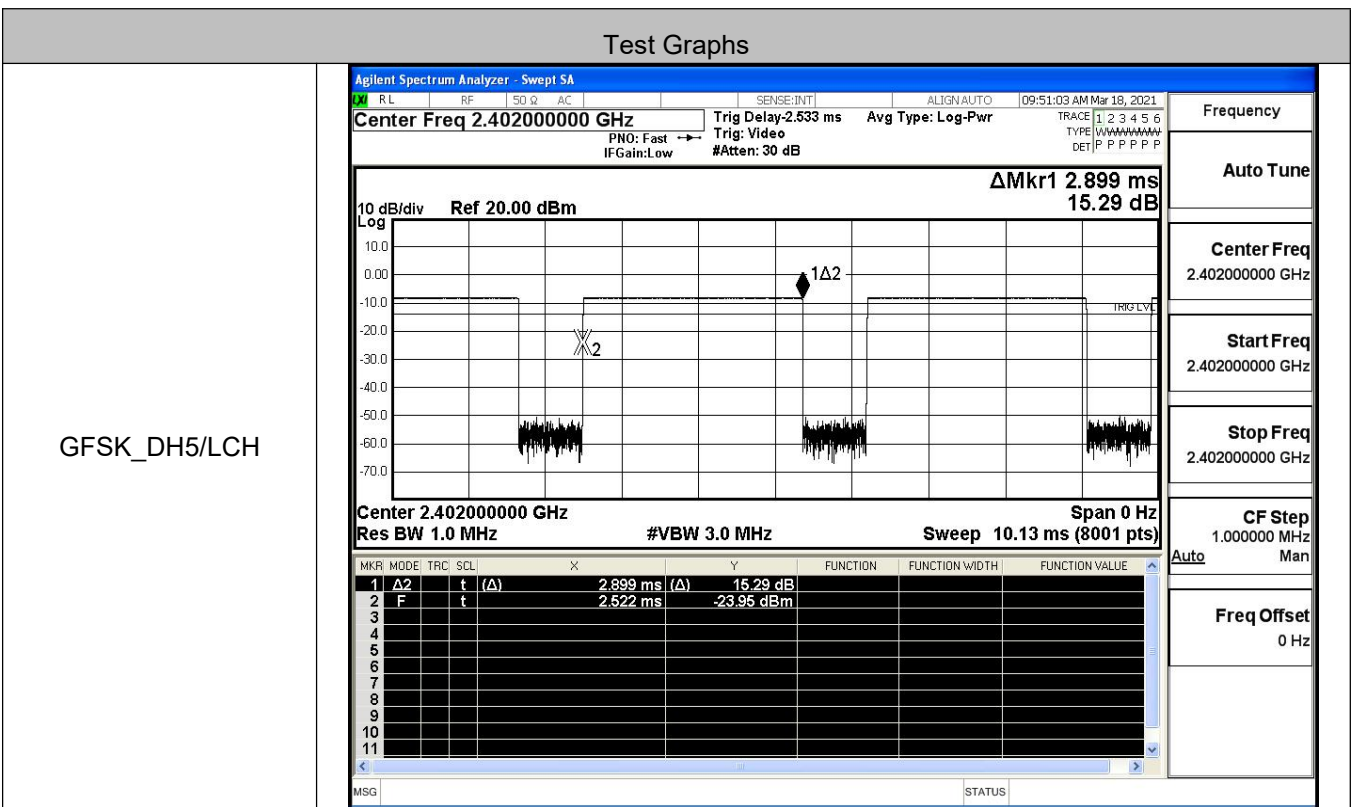 Test Graphs
GFSK_DH5/LCH
Agilent Spectrum Analyzer - Swept SA
LXI RL RF 50 Ω AC SENSE:INT ALIGN AUTO 09:51:03 AM Mar 18, 2021
Center Freq 2.402000000 GHz
PNO: Fast
IFGain:Low
Trig Delay-2.533 ms
Trig: Video
#Atten: 30 dB
Avg Type: Log-Pwr
TRACE 1 2 3 4 5 6
TYPE WWWWWW
DET P P P P P P
ΔMkr1 2.899 ms
15.29 dB
10 dB/div Ref 20.00 dBm
Log
10.0
0.00
-10.0
-20.0
-30.0
-40.0
-50.0
-60.0
-70.0
1Δ2
2
TRIG LVL
Center 2.402000000 GHz Span 0 Hz
Res BW 1.0 MHz #VBW 3.0 MHz Sweep 10.13 ms (8001 pts)
MKR MODE TRC SCL X Y FUNCTION FUNCTION WIDTH FUNCTION VALUE
1 Δ2 t (Δ) 2.899 ms (Δ) 15.29 dB
2 F t 2.522 ms -23.95 dBm
3
4
5
6
7
8
9
10
11
MSG STATUS
Frequency
Auto Tune
Center Freq
2.402000000 GHz
Start Freq
2.402000000 GHz
Stop Freq
2.402000000 GHz
CF Step
1.000000 MHz
Auto Man
Freq Offset
0 Hz